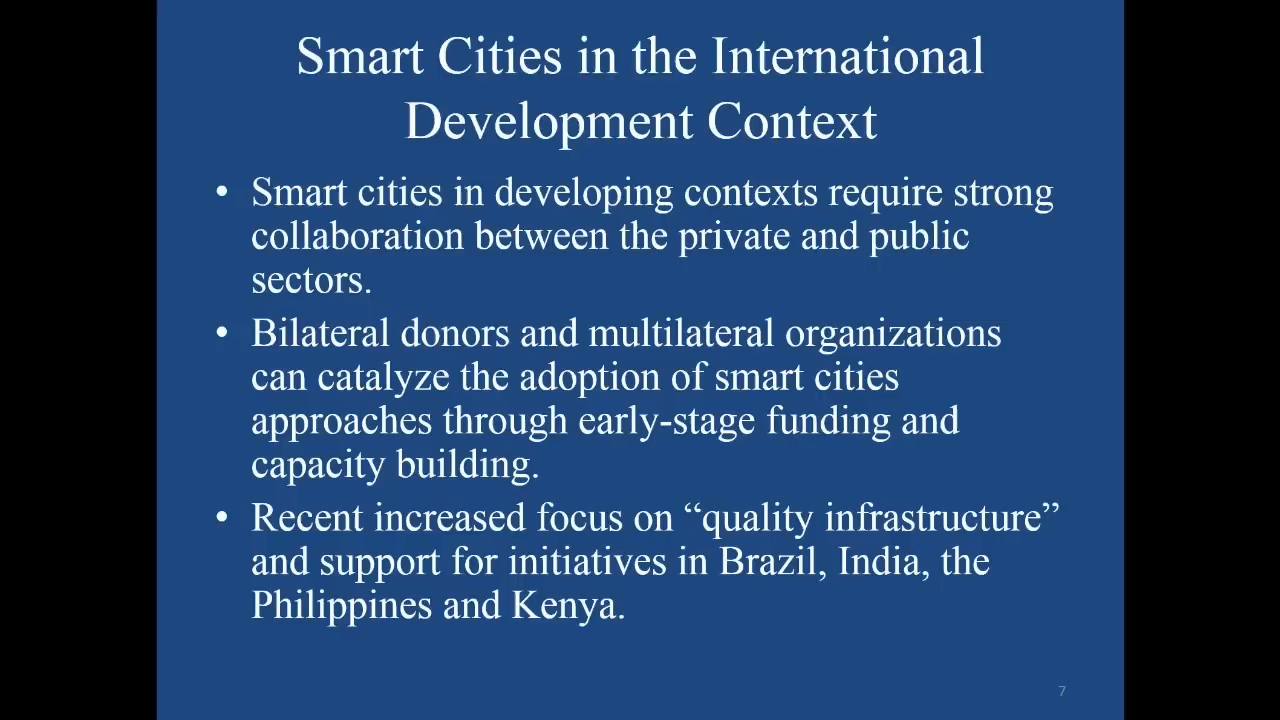 Smart Cities in the International
Development Context
• Smart cities in developing contexts require strong
collaboration between the private and public
sectors.
• Bilateral donors and multilateral organizations
can catalyze the adoption of smart cities
approaches through early-stage funding and
capacity building.
• Recent increased focus on “quality infrastructure”
and support for initiatives in Brazil, India, the
Philippines and Kenya.
7